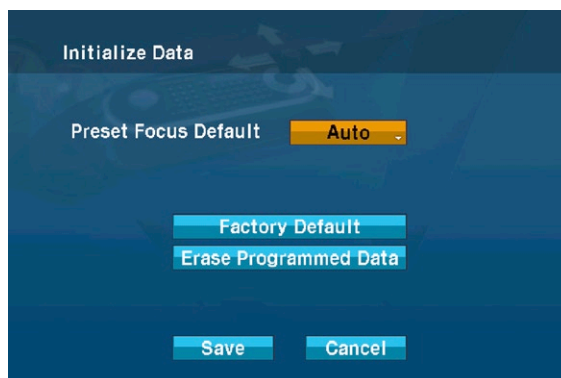 Initialize Data
Preset Focus Default Auto
Factory Default
Erase Programmed Data
Save Cancel